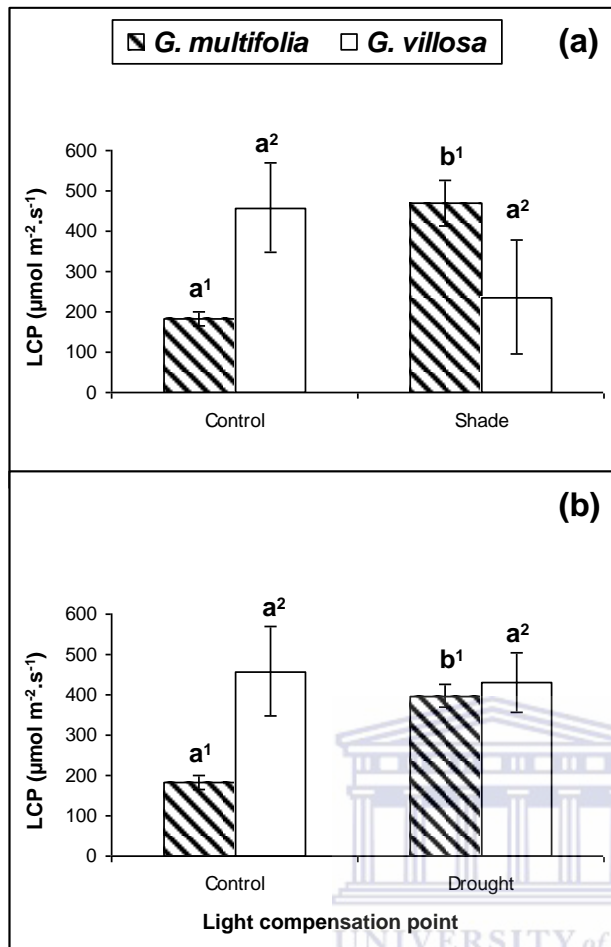 G. multifolia G. villosa (a)
LCP (µmol m⁻².s⁻¹)
600
500
400
300
200
100
0
a¹
a²
b¹
a²
Control Shade
(b)
LCP (µmol m⁻².s⁻¹)
600
500
400
300
200
100
0
a¹
a²
b¹
a²
Control Drought
Light compensation point
UNIVERSITY of